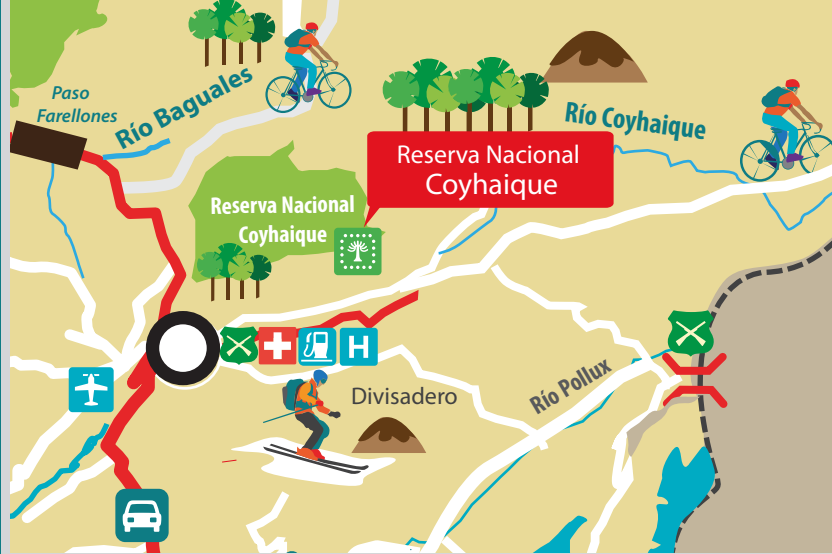 Paso
Farellones
Río Baguales
Río Coyhaique
Reserva Nacional
Coyhaique
Reserva Nacional
Coyhaique
H
Divisadero
Río Pollux